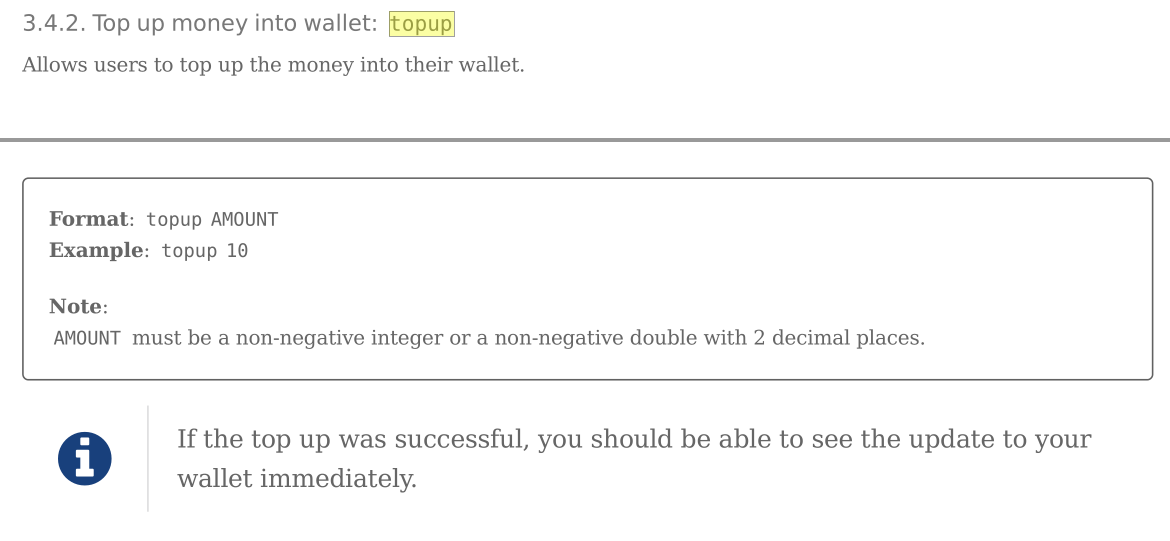 3.4.2. Top up money into wallet: topup
Allows users to top up the money into their wallet.
Format: topup AMOUNT
Example: topup 10
Note:
AMOUNT must be a non-negative integer or a non-negative double with 2 decimal places.
If the top up was successful, you should be able to see the update to your
wallet immediately.